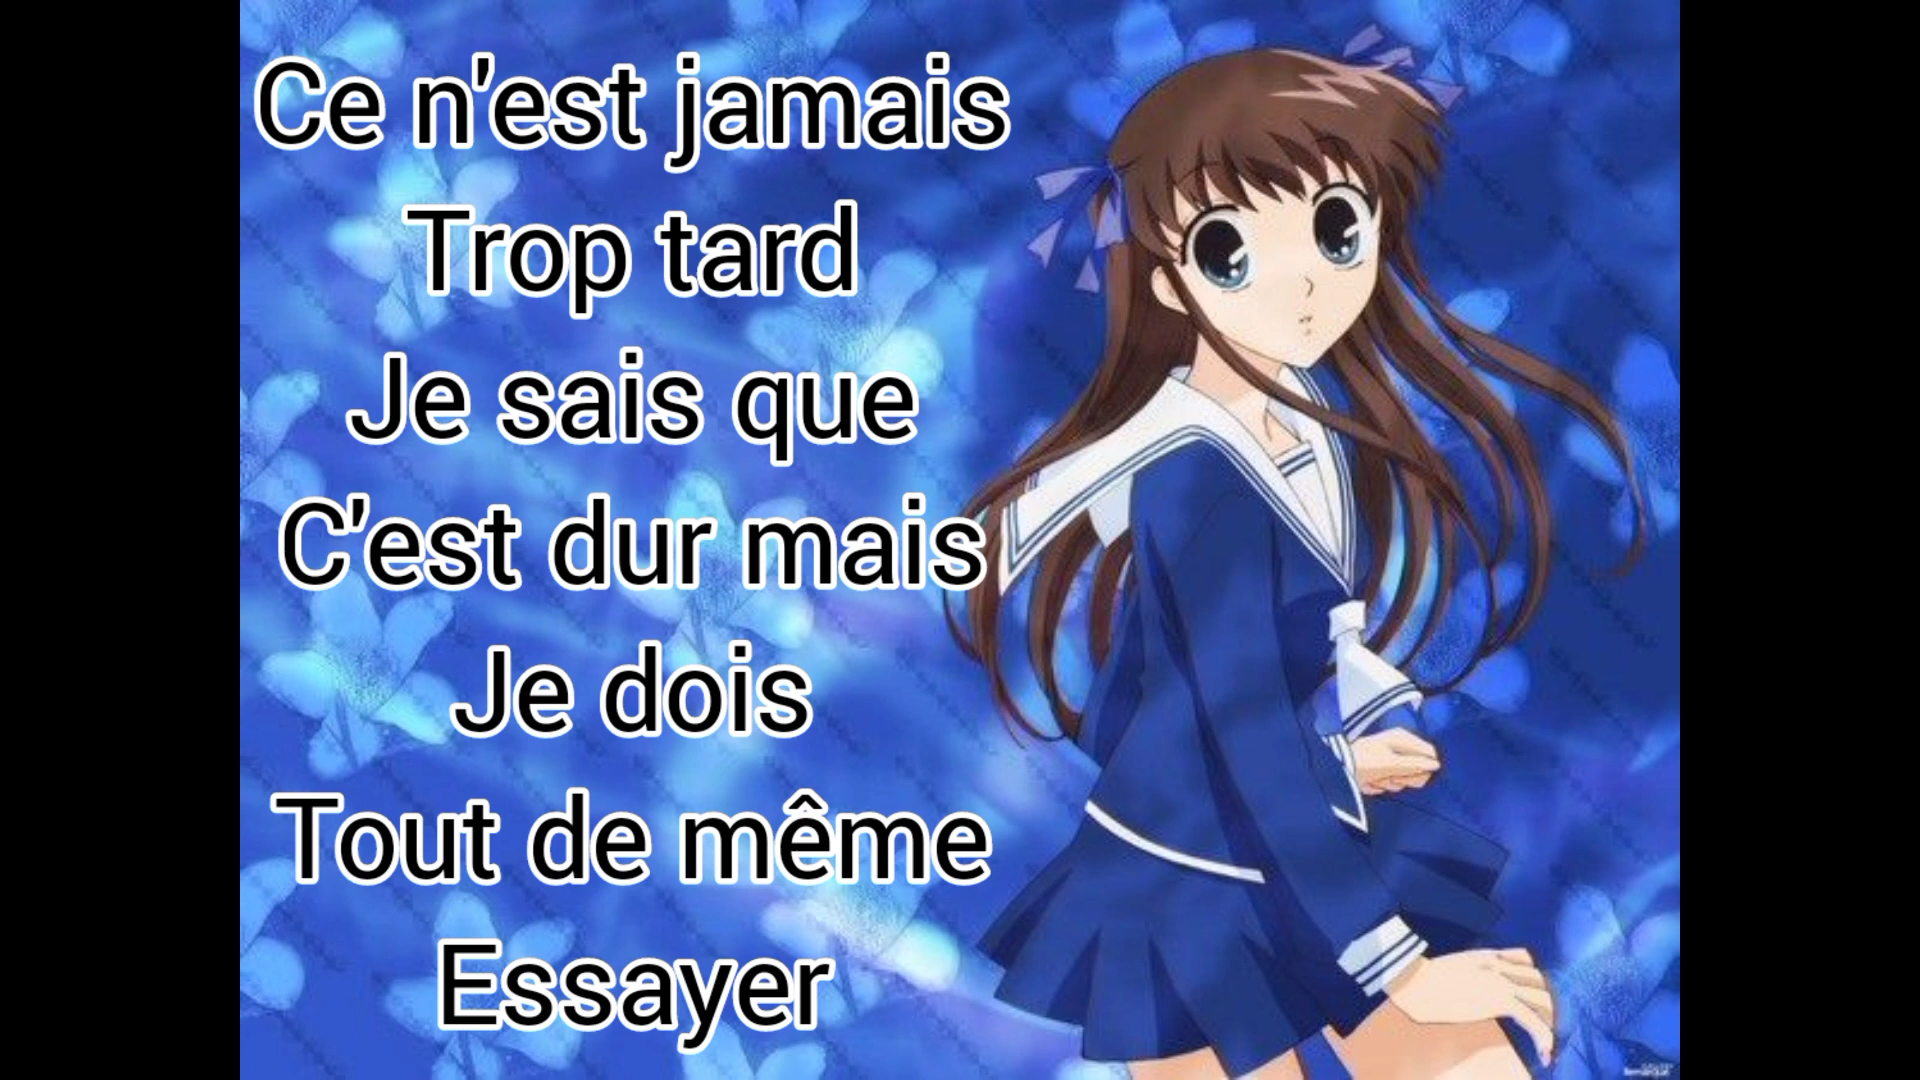 Ce n'est jamais
Trop tard
Je sais que
C'est dur mais
Je dois
Tout de même
Essayer